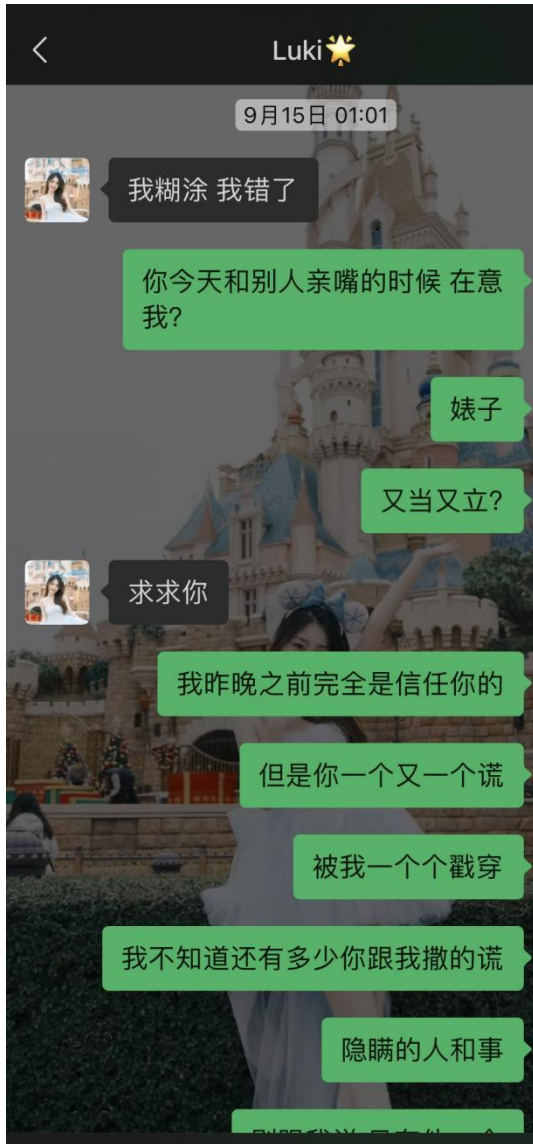 Luki🌟
9月15日 01:01
我糊涂 我错了
你今天和别人亲嘴的时候 在意
我?
婊子
又当又立?
求求你
我昨晚之前完全是信任你的
但是你一个又一个谎
被我一个个戳穿
我不知道还有多少你跟我撒的谎
隐瞒的人和事